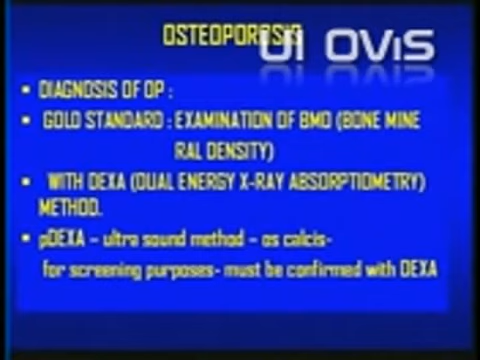 OSTEOPOROSIS
UI OViS
DIAGNOSIS OF OP :
GOLD STANDARD : EXAMINATION OF BMD (BONE MINE
RAL DENSITY)
WITH DEXA (DUAL ENERGY X-RAY ABSORPTIOMETRY)
METHOD.
pDEXA – ultra sound method – os calcis-
for screening purposes- must be confirmed with DEXA